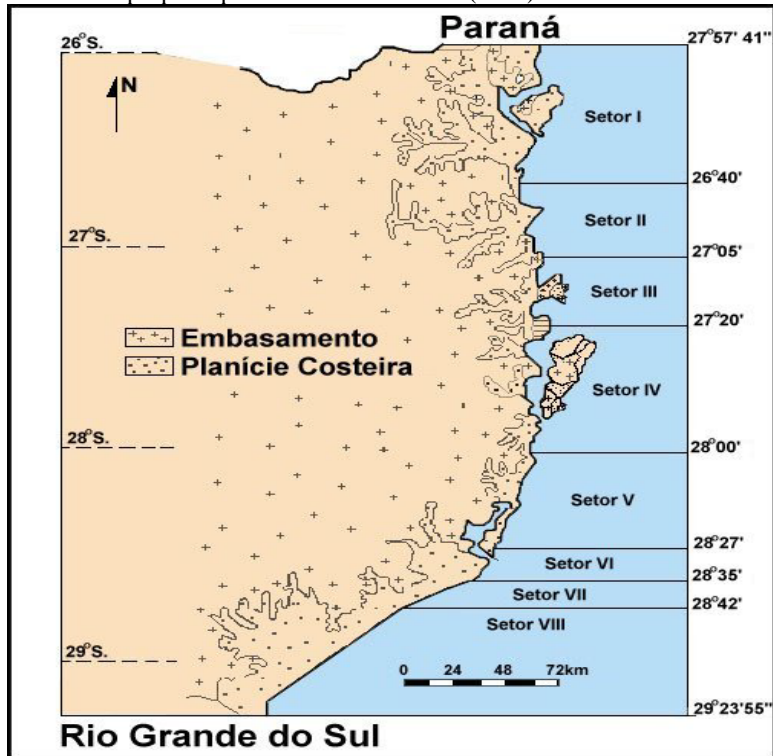 Paraná
26°S.
27°57' 41"
N
Setor I
26°40'
Setor II
27°S.
27°05'
Setor III
27°20'
Embasamento
Planície Costeira
Setor IV
28°S.
28°00'
Setor V
28°27'
Setor VI
28°35'
Setor VII
28°42'
Setor VIII
29°S.
0 24 48 72km
29°23'55"
Rio Grande do Sul